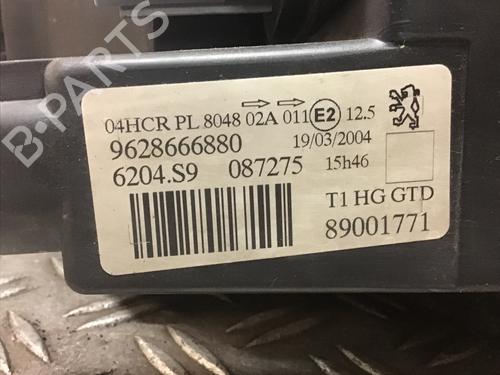 B-PARTS
04HCR PL 8048 02A 011 E2 12.5
9628666880 19/03/2004
6204.S9 087275 15h46
T1 HG GTD
89001771